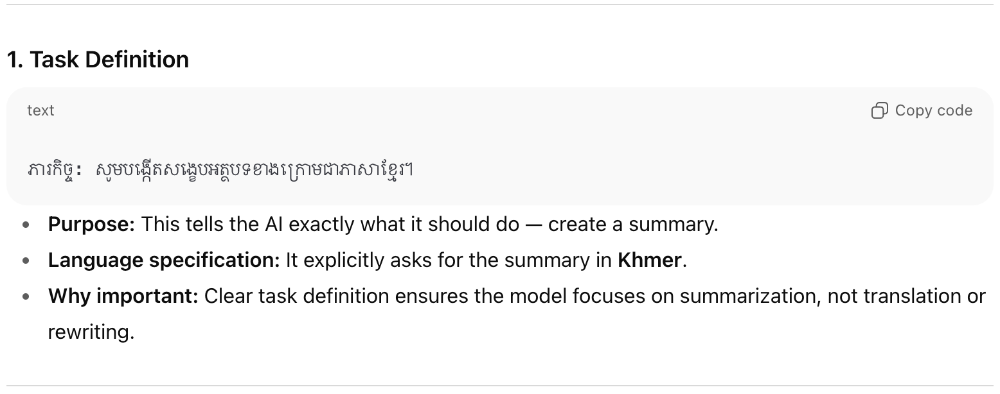 1. Task Definition
text
Copy code
ភារកិច្ច: សូមបង្កើតសង្ខេបអត្ថបទខាងក្រោមជាភាសាខ្មែរ។
Purpose: This tells the AI exactly what it should do — create a summary.
Language specification: It explicitly asks for the summary in Khmer.
Why important: Clear task definition ensures the model focuses on summarization, not translation or
rewriting.